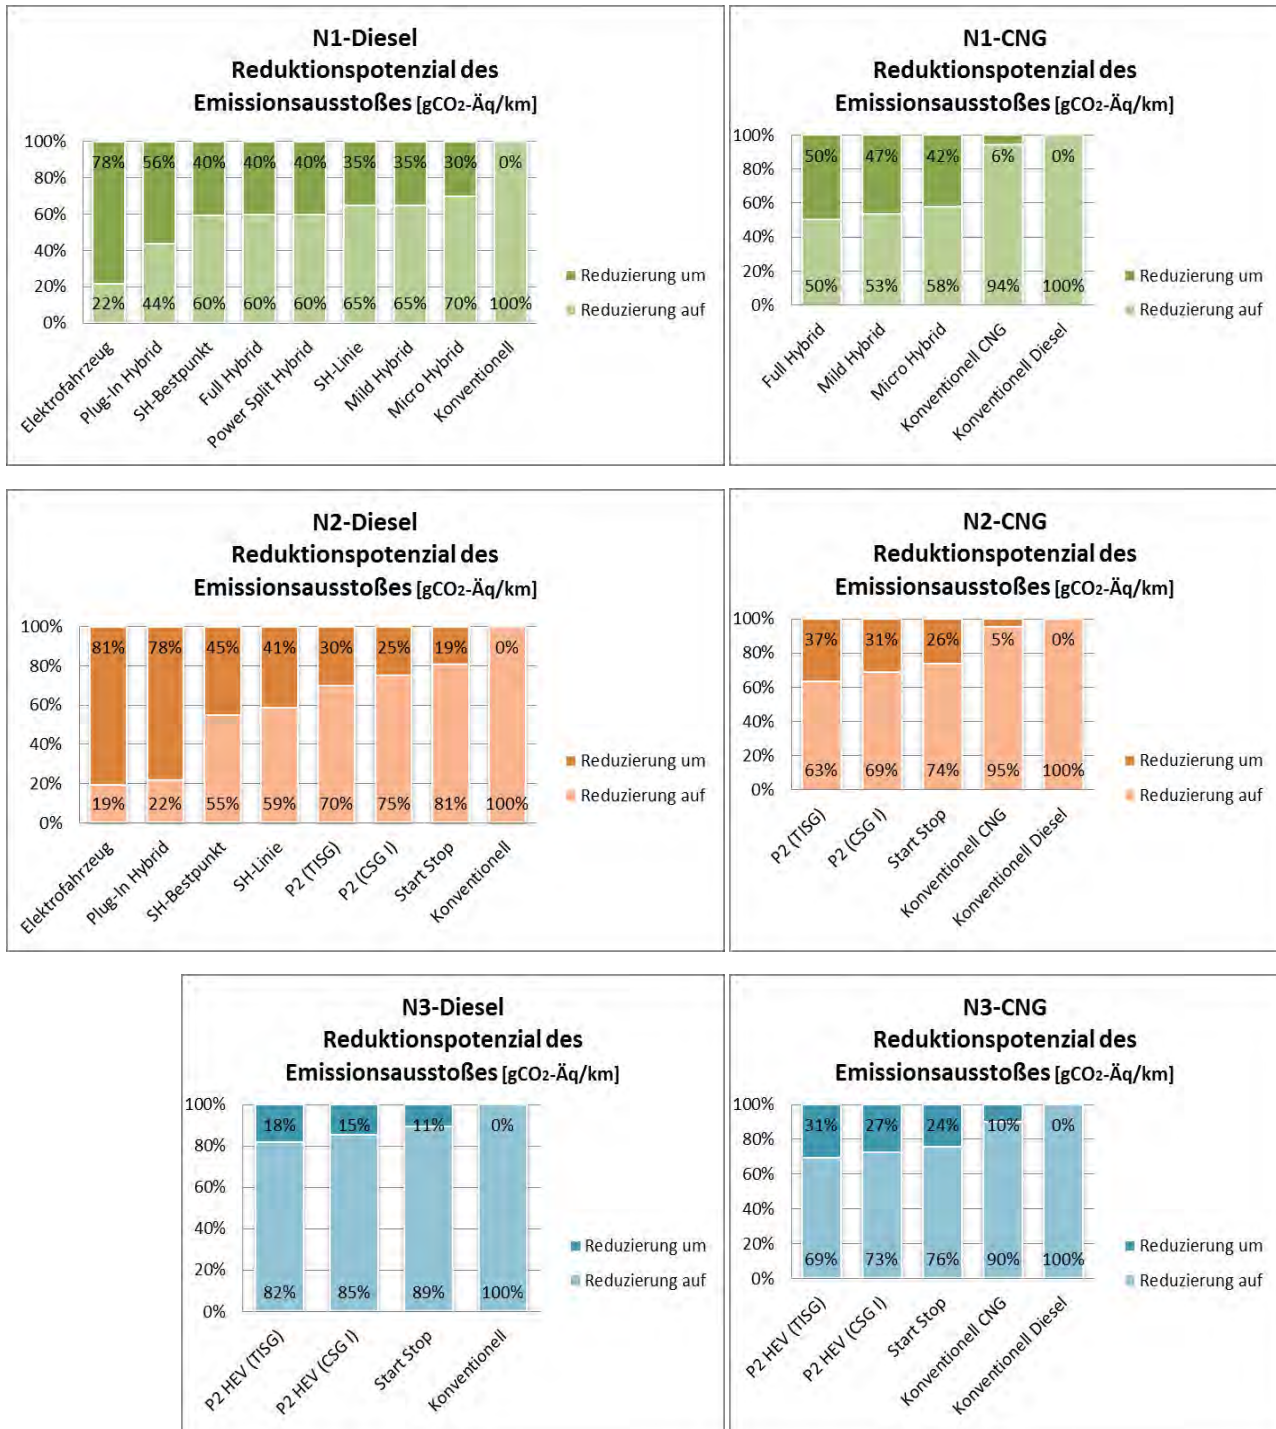 N1-Diesel
Reduktionspotenzial des
Emissionsausstoßes [gCO₂-Äq/km]
100%
80%
60%
40%
20%
0%
78% 56% 40% 40% 40% 35% 35% 30% 0%
22% 44% 60% 60% 60% 65% 65% 70% 100%
Elektrofahrzeug
Plug-In Hybrid
SH-Bestpunkt
Full Hybrid
Power Split Hybrid
SH-Linie
Mild Hybrid
Micro Hybrid
Konventionell
Reduzierung um
Reduzierung auf
N1-CNG
Reduktionspotenzial des
Emissionsausstoßes [gCO₂-Äq/km]
100%
80%
60%
40%
20%
0%
50% 47% 42% 6% 0%
50% 53% 58% 94% 100%
Full Hybrid
Mild Hybrid
Micro Hybrid
Konventionell CNG
Konventionell Diesel
Reduzierung um
Reduzierung auf
N2-Diesel
Reduktionspotenzial des
Emissionsausstoßes [gCO₂-Äq/km]
100%
80%
60%
40%
20%
0%
81% 78% 45% 41% 30% 25% 19% 0%
19% 22% 55% 59% 70% 75% 81% 100%
Elektrofahrzeug
Plug-In Hybrid
SH-Bestpunkt
SH-Linie
P2 (TISG)
P2 (CSG I)
Start Stop
Konventionell
Reduzierung um
Reduzierung auf
N2-CNG
Reduktionspotenzial des
Emissionsausstoßes [gCO₂-Äq/km]
100%
80%
60%
40%
20%
0%
37% 31% 26% 5% 0%
63% 69% 74% 95% 100%
P2 (TISG)
P2 (CSG I)
Start Stop
Konventionell CNG
Konventionell Diesel
Reduzierung um
Reduzierung auf
N3-Diesel
Reduktionspotenzial des
Emissionsausstoßes [gCO₂-Äq/km]
100%
80%
60%
40%
20%
0%
18% 15% 11% 0%
82% 85% 89% 100%
P2 HEV (TISG)
P2 HEV (CSG I)
Start Stop
Konventionell
Reduzierung um
Reduzierung auf
N3-CNG
Reduktionspotenzial des
Emissionsausstoßes [gCO₂-Äq/km]
100%
80%
60%
40%
20%
0%
31% 27% 24% 10% 0%
69% 73% 76% 90% 100%
P2 HEV (TISG)
P2 HEV (CSG I)
Start Stop
Konventionell CNG
Konventionell Diesel
Reduzierung um
Reduzierung auf